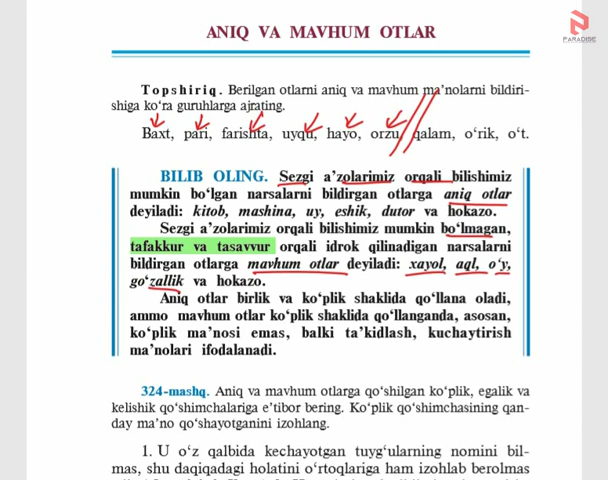 PARADISE
ANIQ VA MAVHUM OTLAR
Topshiriq. Berilgan otlarni aniq va mavhum ma’nolarni bildiri-
shiga ko‘ra guruhlarga ajrating.
Baxt, pari, farishta, uyqu, hayo, orzu, qalam, o‘rik, o‘t.
BILIB OLING. Sezgi a’zolarimiz orqali bilishimiz
mumkin bo‘lgan narsalarni bildirgan otlarga aniq otlar
deyiladi: kitob, mashina, uy, eshik, dutor va hokazo.
Sezgi a’zolarimiz orqali bilishimiz mumkin bo‘lmagan,
tafakkur va tasavvur orqali idrok qilinadigan narsalarni
bildirgan otlarga mavhum otlar deyiladi: xayol, aql, o‘y,
go‘zallik va hokazo.
Aniq otlar birlik va ko‘plik shaklida qo‘llana oladi,
ammo mavhum otlar ko‘plik shaklida qo‘llanganda, asosan,
ko‘plik ma’nosi emas, balki ta’kidlash, kuchaytirish
ma’nolari ifodalanadi.
324-mashq. Aniq va mavhum otlarga qo‘shilgan ko‘plik, egalik va
kelishik qo‘shimchalariga e’tibor bering. Ko‘plik qo‘shimchasining qan-
day ma’no qo‘shayotganini izohlang.
1. U o‘z qalbida kechayotgan tuyg‘ularning nomini bil-
mas, shu daqiqadagi holatini o‘rtoqlariga ham izohlab berolmas